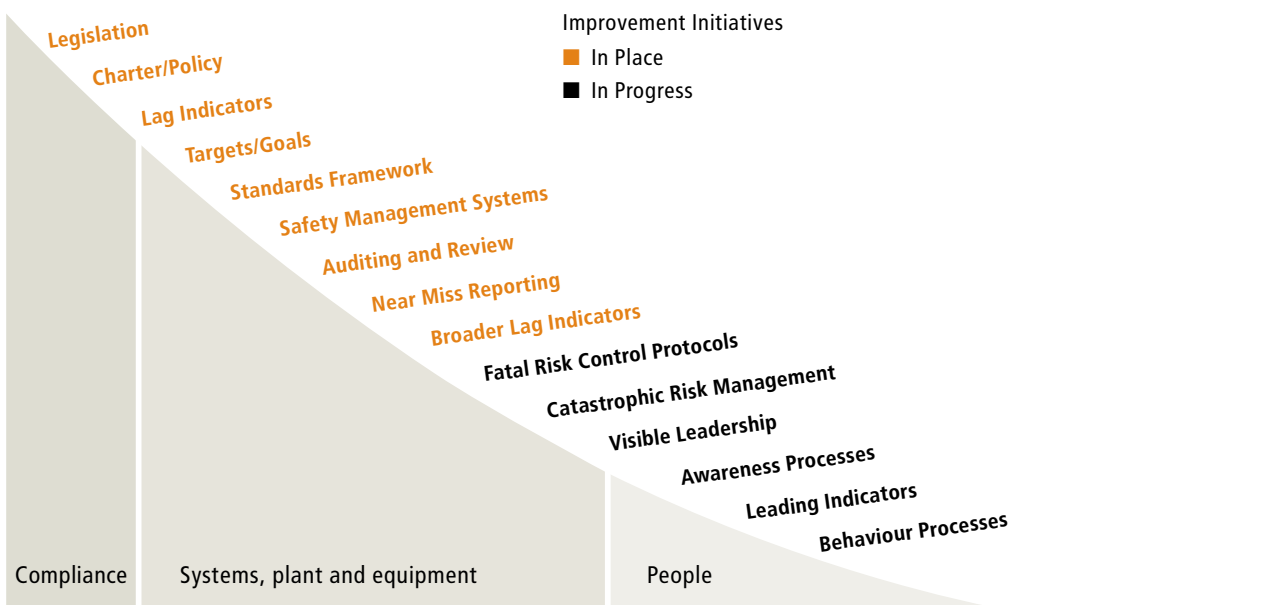 Improvement Initiatives
In Place
In Progress
Legislation
Charter/Policy
Lag Indicators
Targets/Goals
Standards Framework
Safety Management Systems
Auditing and Review
Near Miss Reporting
Broader Lag Indicators
Fatal Risk Control Protocols
Catastrophic Risk Management
Visible Leadership
Awareness Processes
Leading Indicators
Behaviour Processes
Compliance
Systems, plant and equipment
People